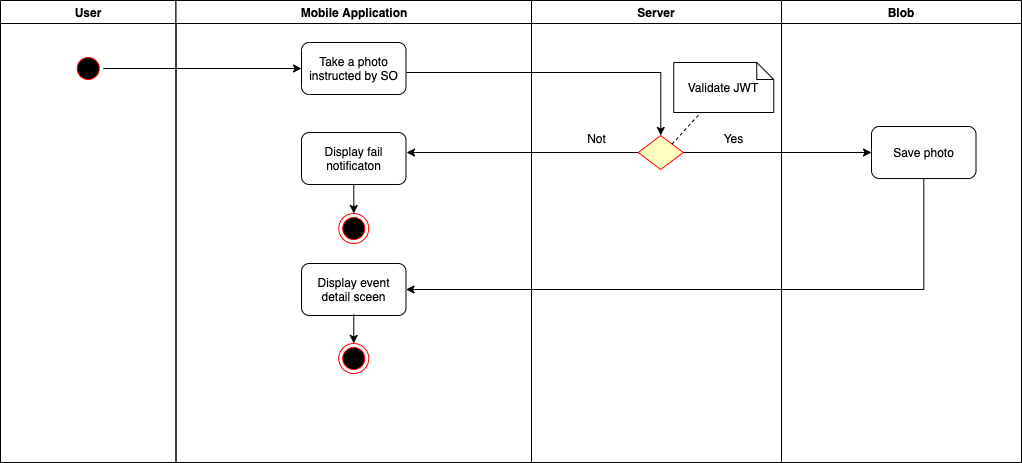 User
Mobile Application
Server
Blob
Take a photo
instructed by SO
Validate JWT
Not
Yes
Display fail
notificaton
Save photo
Display event
detail sceen